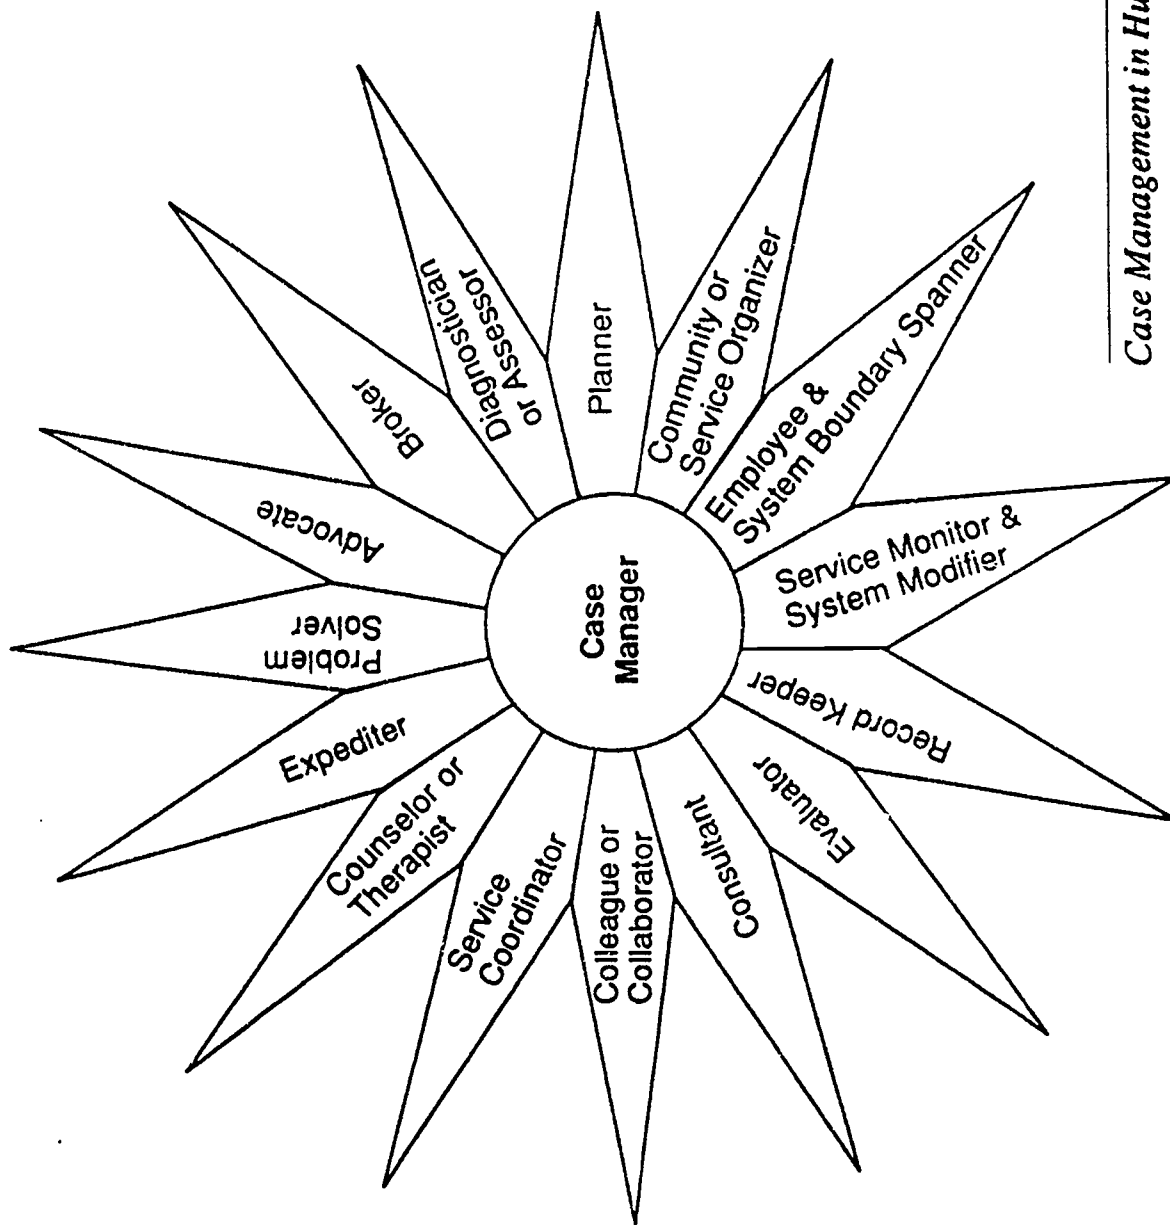 Case Management in Hu
Case
Manager
Planner
Community or
Service Organizer
Employee &
System Boundary Spanner
Service Monitor &
System Modifier
Record Keeper
Evaluator
Consultant
Colleague or
Collaborator
Service
Coordinator
Counselor or
Therapist
Expediter
Problem
Solver
Advocate
Broker
Diagnostician
or Assessor